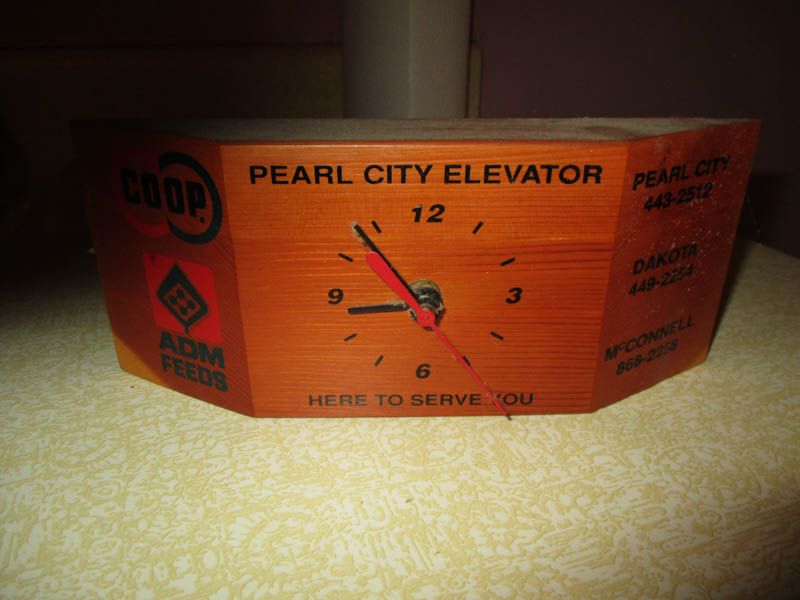 COOP.
ADM
FEEDS
PEARL CITY ELEVATOR
12
9
3
6
HERE TO SERVE YOU
PEARL CITY
443-2512
DAKOTA
449-2254
McCONNELL
868-2258